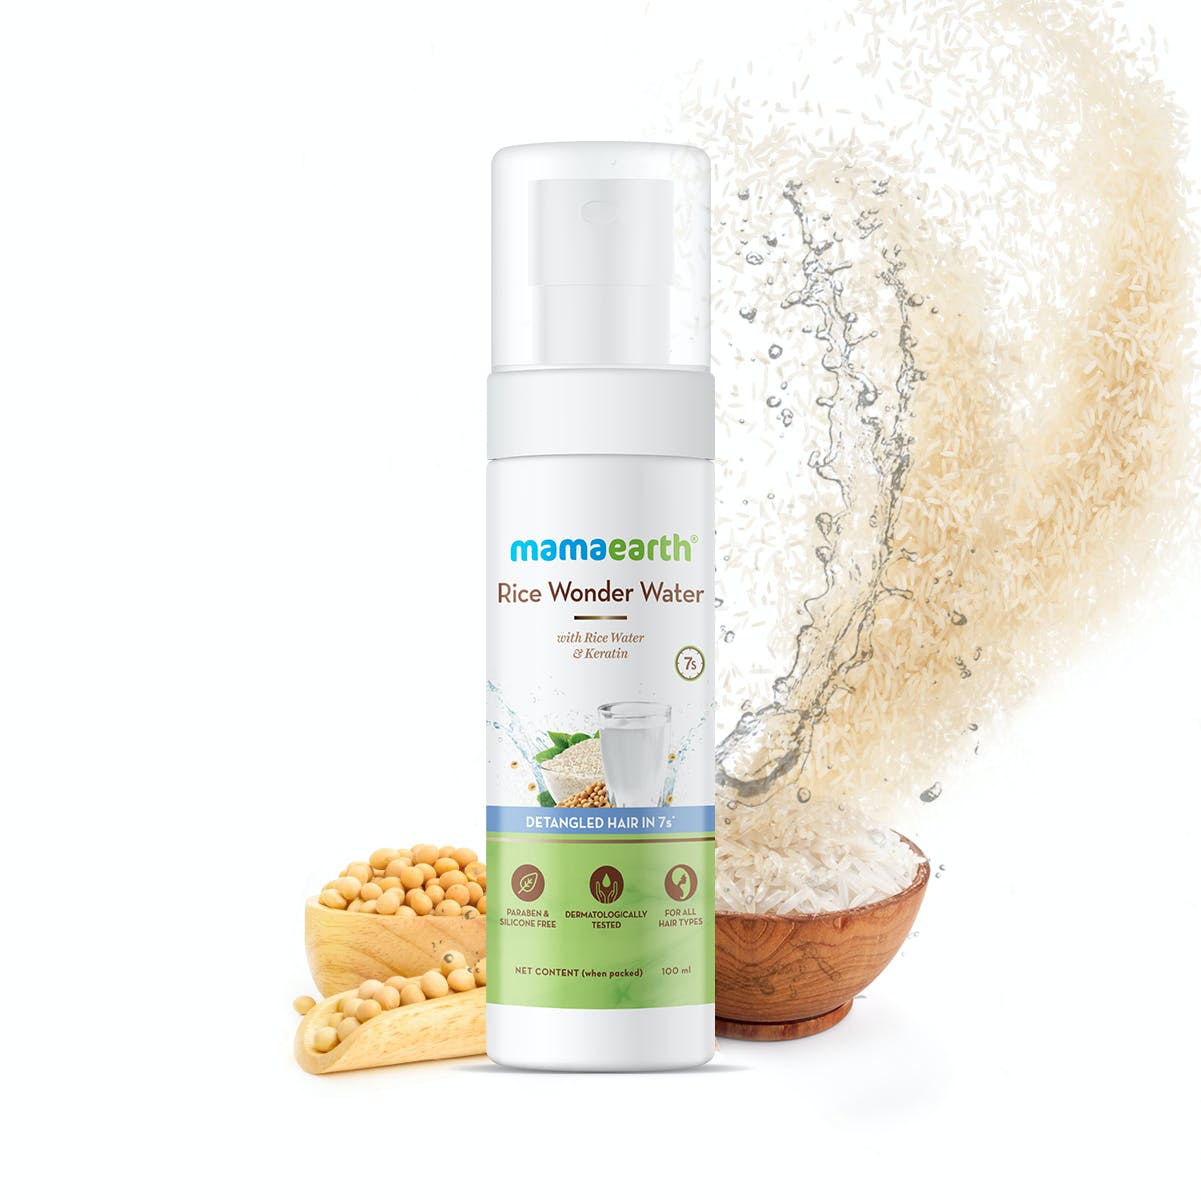 mamaearth®
Rice Wonder Water
with Rice Water
& Keratin
7s
DETANGLED HAIR IN 7s*
PARABEN &
SILICONE FREE
DERMATOLOGICALLY
TESTED
FOR ALL
HAIR TYPES
NET CONTENT (when packed) 100 ml